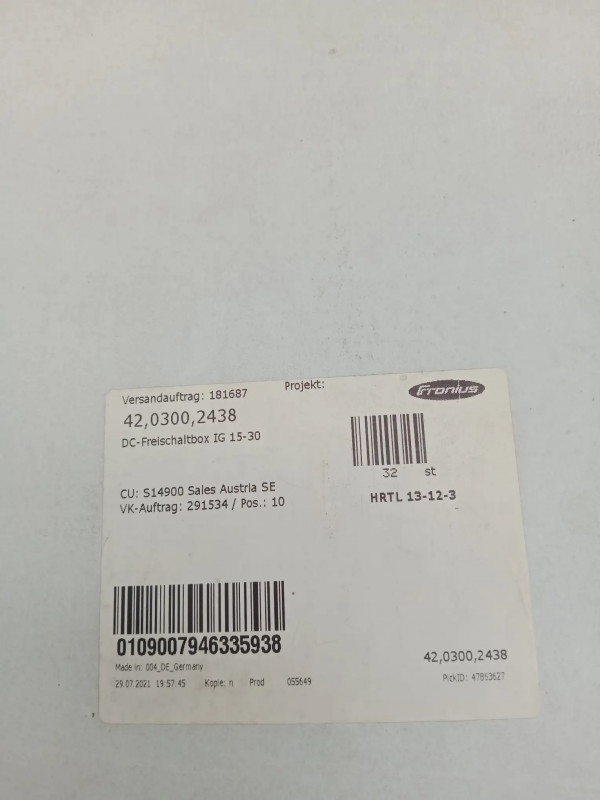 Versandauftrag: 181687
Projekt:
Fronius
42,0300,2438
DC-Freischaltbox IG 15-30
32 st
CU: S14900 Sales Austria SE
VK-Auftrag: 291534 / Pos.: 10
HRTL 13-12-3
0109007946335938
Made in: 004_DE_Germany
29.07.2021 19:57:45 Kopie: n Prod 055649
42,0300,2438
PickID: 47853627